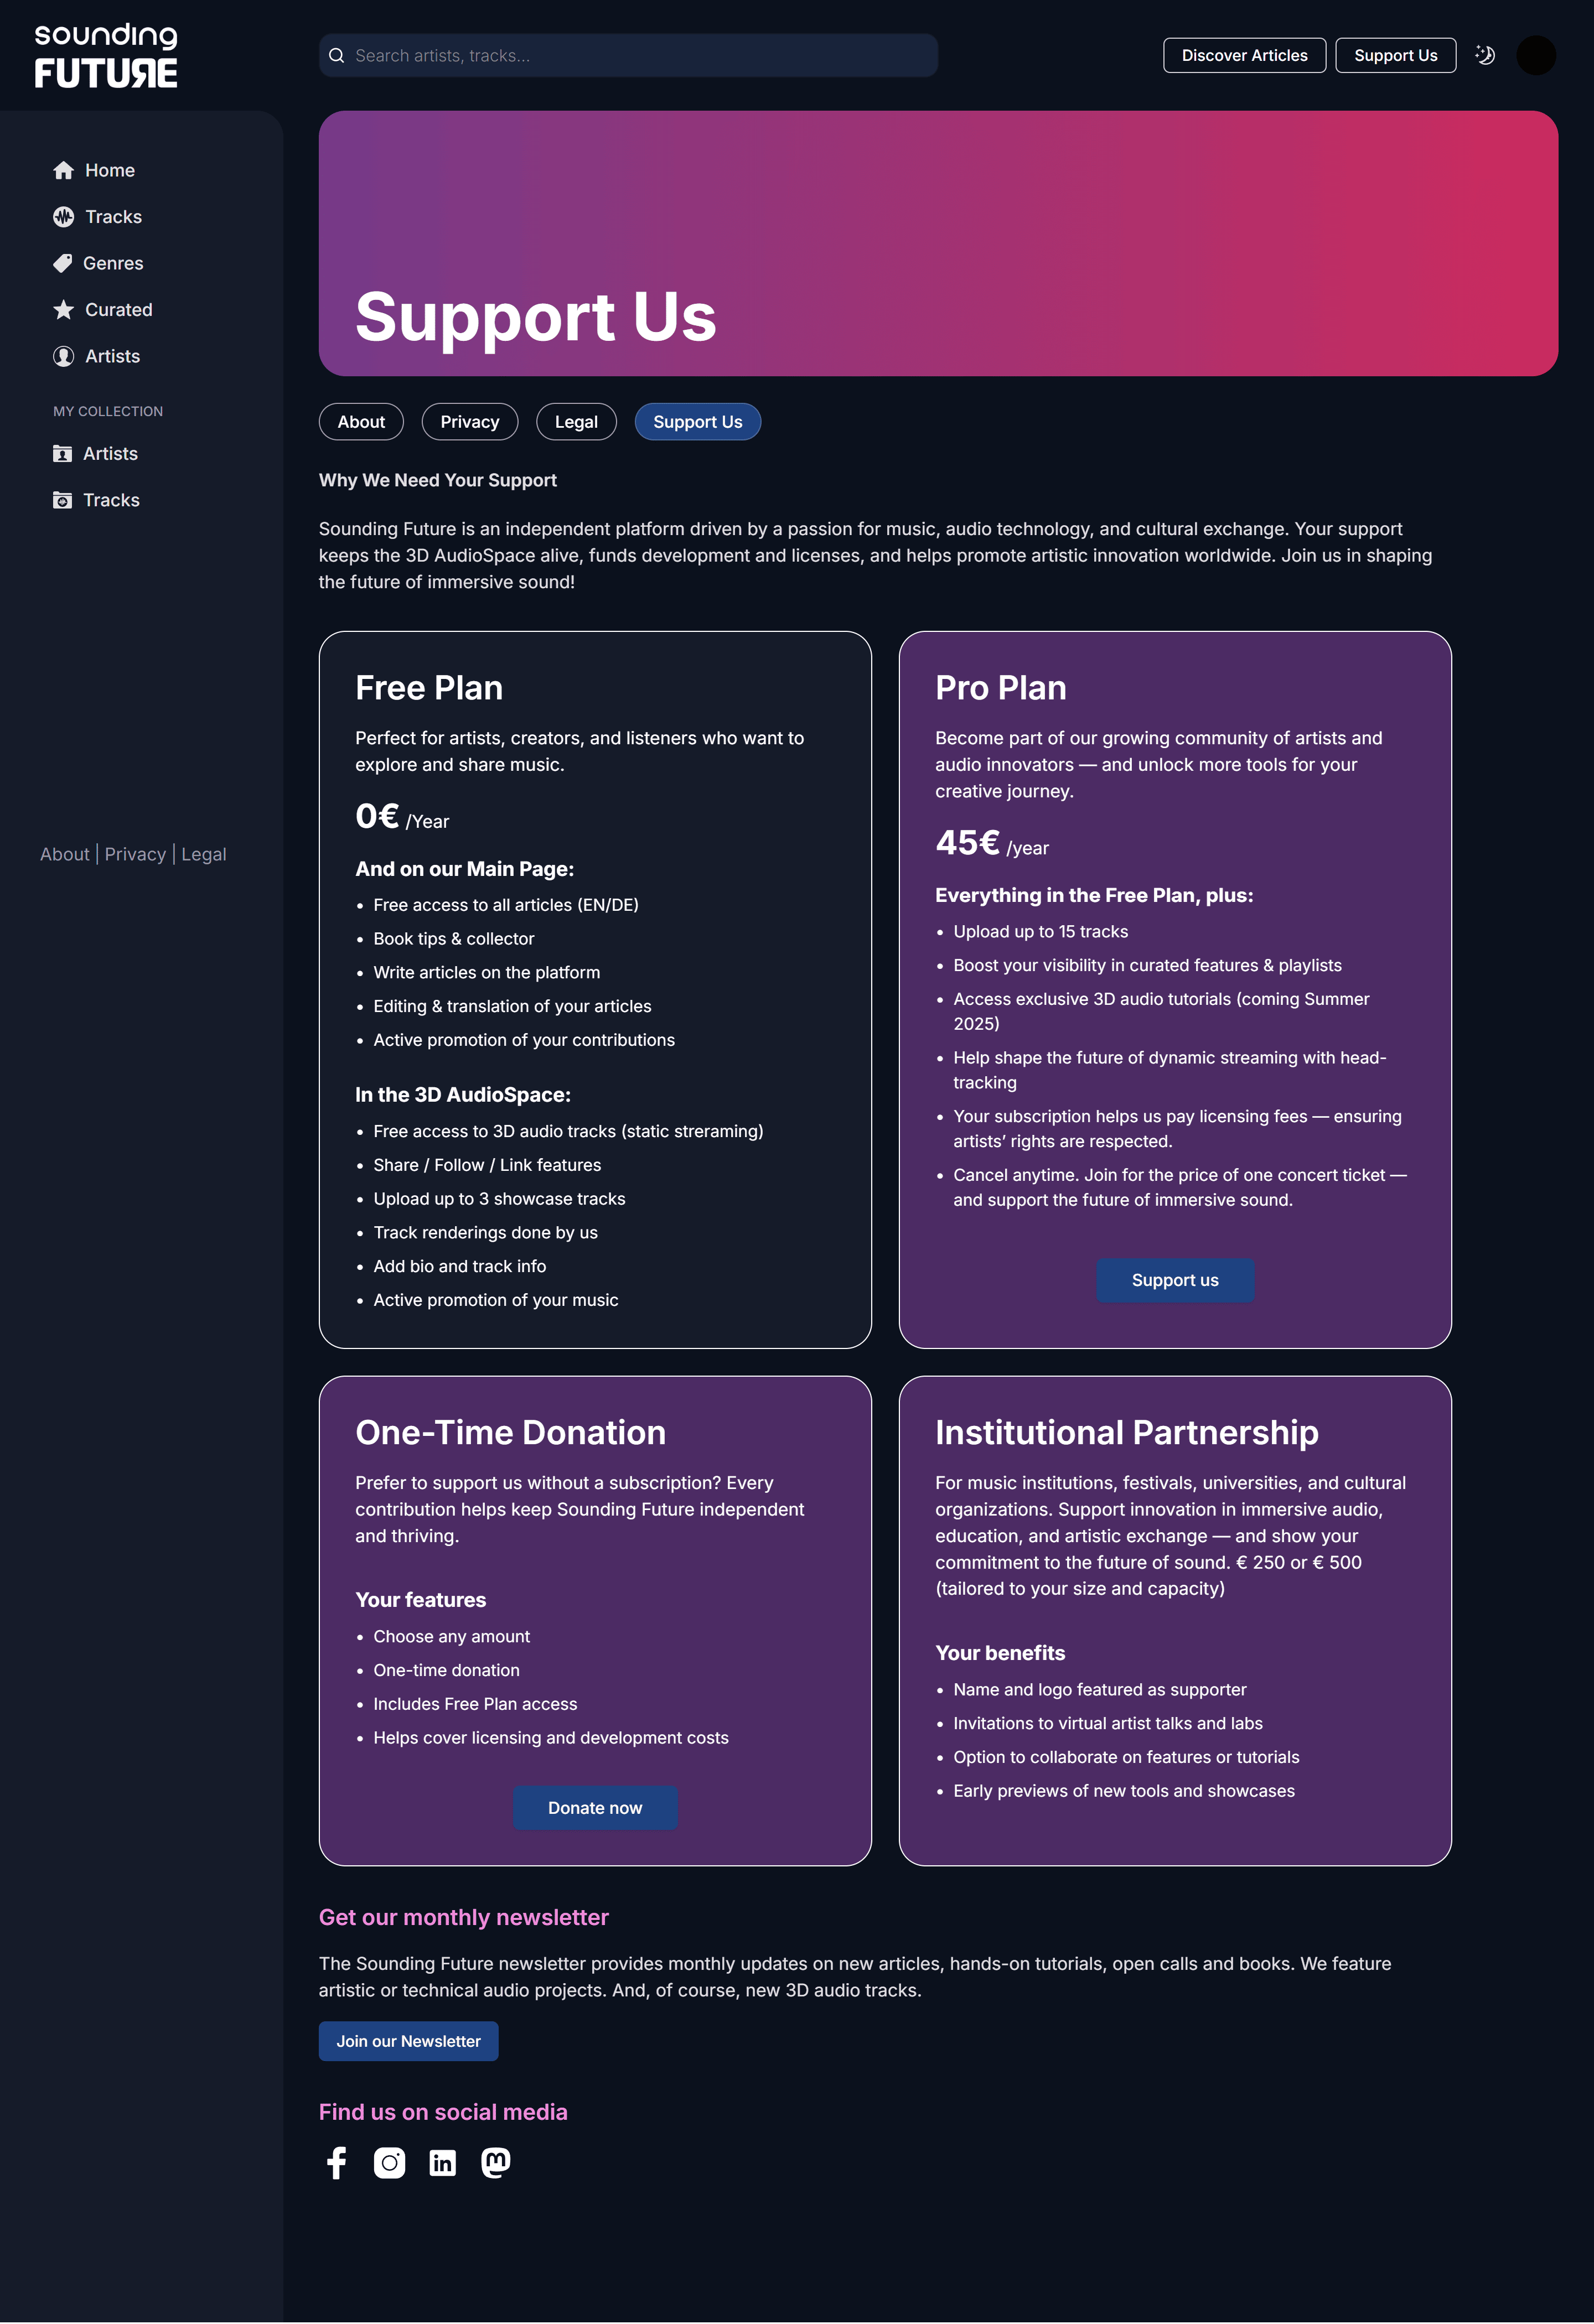 sounding
FUTURE
Search artists, tracks...
Discover Articles
Support Us
Home
Tracks
Genres
Curated
Artists
MY COLLECTION
Artists
Tracks
About | Privacy | Legal
Support Us
About
Privacy
Legal
Support Us
Why We Need Your Support
Sounding Future is an independent platform driven by a passion for music, audio technology, and cultural exchange. Your support
keeps the 3D AudioSpace alive, funds development and licenses, and helps promote artistic innovation worldwide. Join us in shaping
the future of immersive sound!
Free Plan
Perfect for artists, creators, and listeners who want to
explore and share music.
0€ /Year
And on our Main Page:
• Free access to all articles (EN/DE)
• Book tips & collector
• Write articles on the platform
• Editing & translation of your articles
• Active promotion of your contributions
In the 3D AudioSpace:
• Free access to 3D audio tracks (static streraming)
• Share / Follow / Link features
• Upload up to 3 showcase tracks
• Track renderings done by us
• Add bio and track info
• Active promotion of your music
Pro Plan
Become part of our growing community of artists and
audio innovators — and unlock more tools for your
creative journey.
45€ /year
Everything in the Free Plan, plus:
• Upload up to 15 tracks
• Boost your visibility in curated features & playlists
• Access exclusive 3D audio tutorials (coming Summer
2025)
• Help shape the future of dynamic streaming with head-
tracking
• Your subscription helps us pay licensing fees — ensuring
artists’ rights are respected.
• Cancel anytime. Join for the price of one concert ticket —
and support the future of immersive sound.
Support us
One-Time Donation
Prefer to support us without a subscription? Every
contribution helps keep Sounding Future independent
and thriving.
Your features
• Choose any amount
• One-time donation
• Includes Free Plan access
• Helps cover licensing and development costs
Donate now
Institutional Partnership
For music institutions, festivals, universities, and cultural
organizations. Support innovation in immersive audio,
education, and artistic exchange — and show your
commitment to the future of sound. € 250 or € 500
(tailored to your size and capacity)
Your benefits
• Name and logo featured as supporter
• Invitations to virtual artist talks and labs
• Option to collaborate on features or tutorials
• Early previews of new tools and showcases
Get our monthly newsletter
The Sounding Future newsletter provides monthly updates on new articles, hands-on tutorials, open calls and books. We feature
artistic or technical audio projects. And, of course, new 3D audio tracks.
Join our Newsletter
Find us on social media